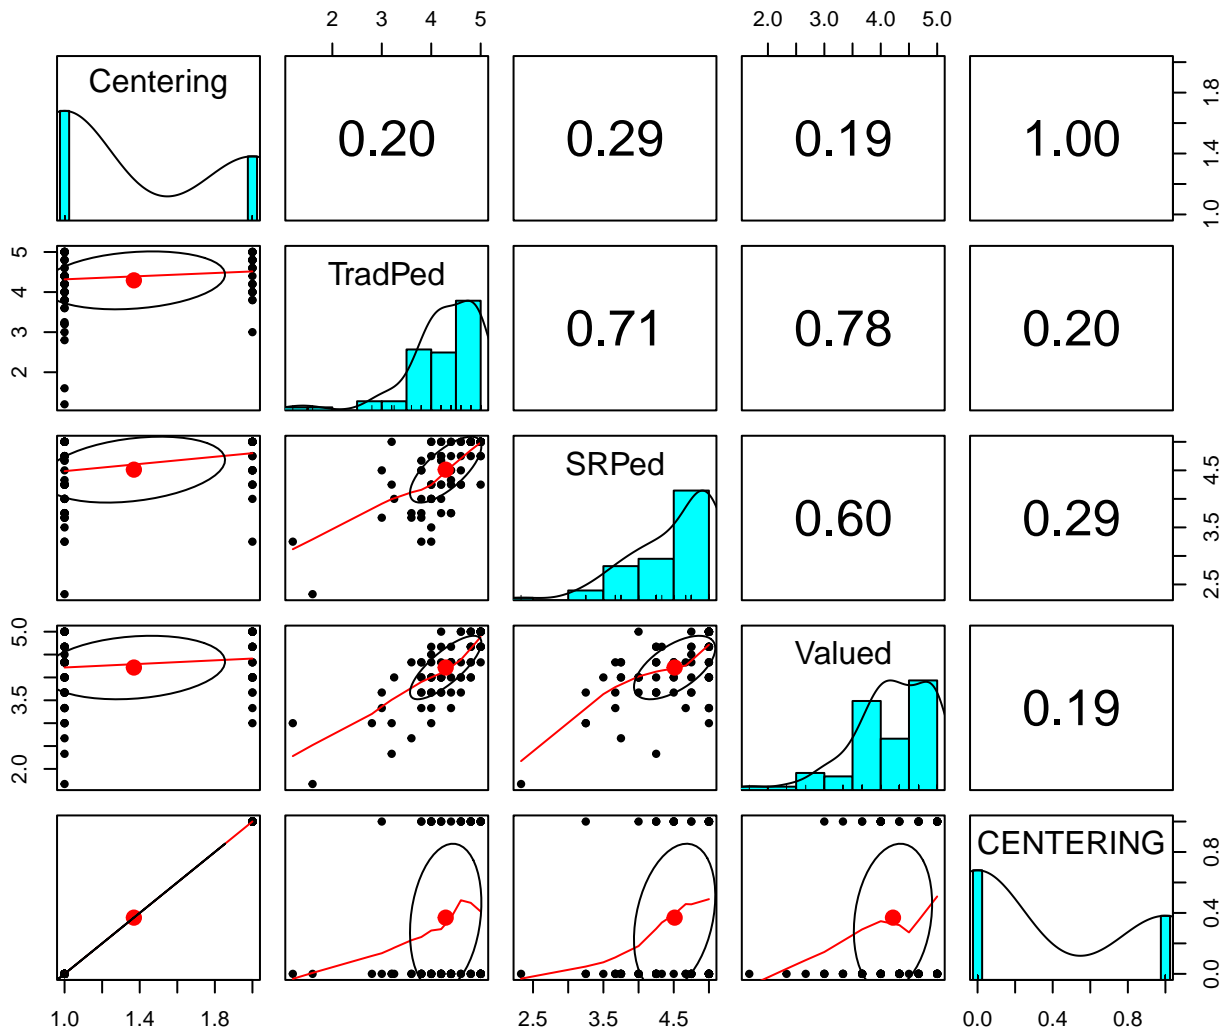 2 3 4 5 2.0 3.0 4.0 5.0
Centering 0.20 0.29 0.19 1.00
1.0 1.4 1.8
TradPed 0.71 0.78 0.20
2 3 4 5
SRPed 0.60 0.29
2.5 3.5 4.5
Valued 0.19
2.0 3.5 5.0
CENTERING
0.0 0.4 0.8
1.0 1.4 1.8 2.5 3.5 4.5 0.0 0.4 0.8